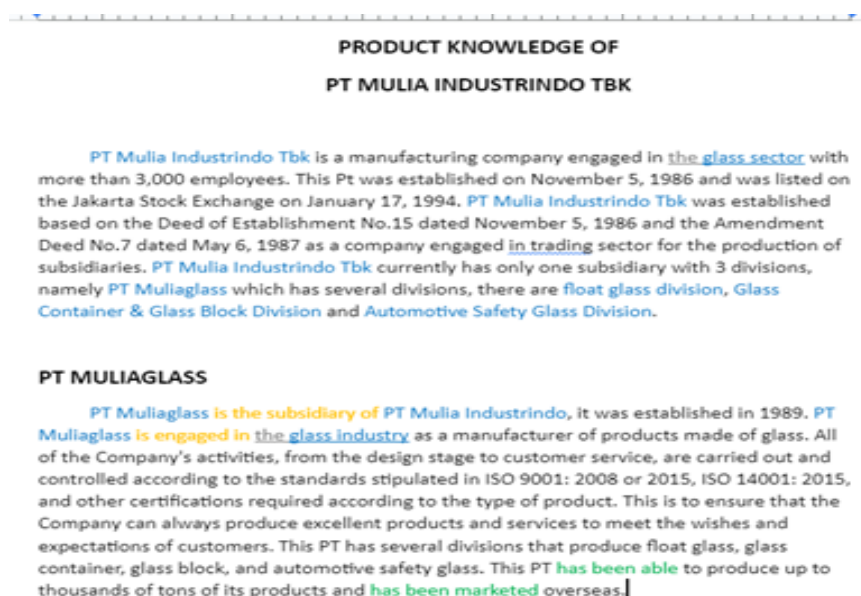 PRODUCT KNOWLEDGE OF
PT MULIA INDUSTRINDO TBK
PT Mulia Industrindo Tbk is a manufacturing company engaged in the glass sector with
more than 3,000 employees. This Pt was established on November 5, 1986 and was listed on
the Jakarta Stock Exchange on January 17, 1994. PT Mulia Industrindo Tbk was established
based on the Deed of Establishment No.15 dated November 5, 1986 and the Amendment
Deed No.7 dated May 6, 1987 as a company engaged in trading sector for the production of
subsidiaries. PT Mulia Industrindo Tbk currently has only one subsidiary with 3 divisions,
namely PT Muliaglass which has several divisions, there are float glass division, Glass
Container & Glass Block Division and Automotive Safety Glass Division.
PT MULIAGLASS
PT Muliaglass is the subsidiary of PT Mulia Industrindo, it was established in 1989. PT
Muliaglass is engaged in the glass industry as a manufacturer of products made of glass. All
of the Company's activities, from the design stage to customer service, are carried out and
controlled according to the standards stipulated in ISO 9001: 2008 or 2015, ISO 14001: 2015,
and other certifications required according to the type of product. This is to ensure that the
Company can always produce excellent products and services to meet the wishes and
expectations of customers. This PT has several divisions that produce float glass, glass
container, glass block, and automotive safety glass. This PT has been able to produce up to
thousands of tons of its products and has been marketed overseas.